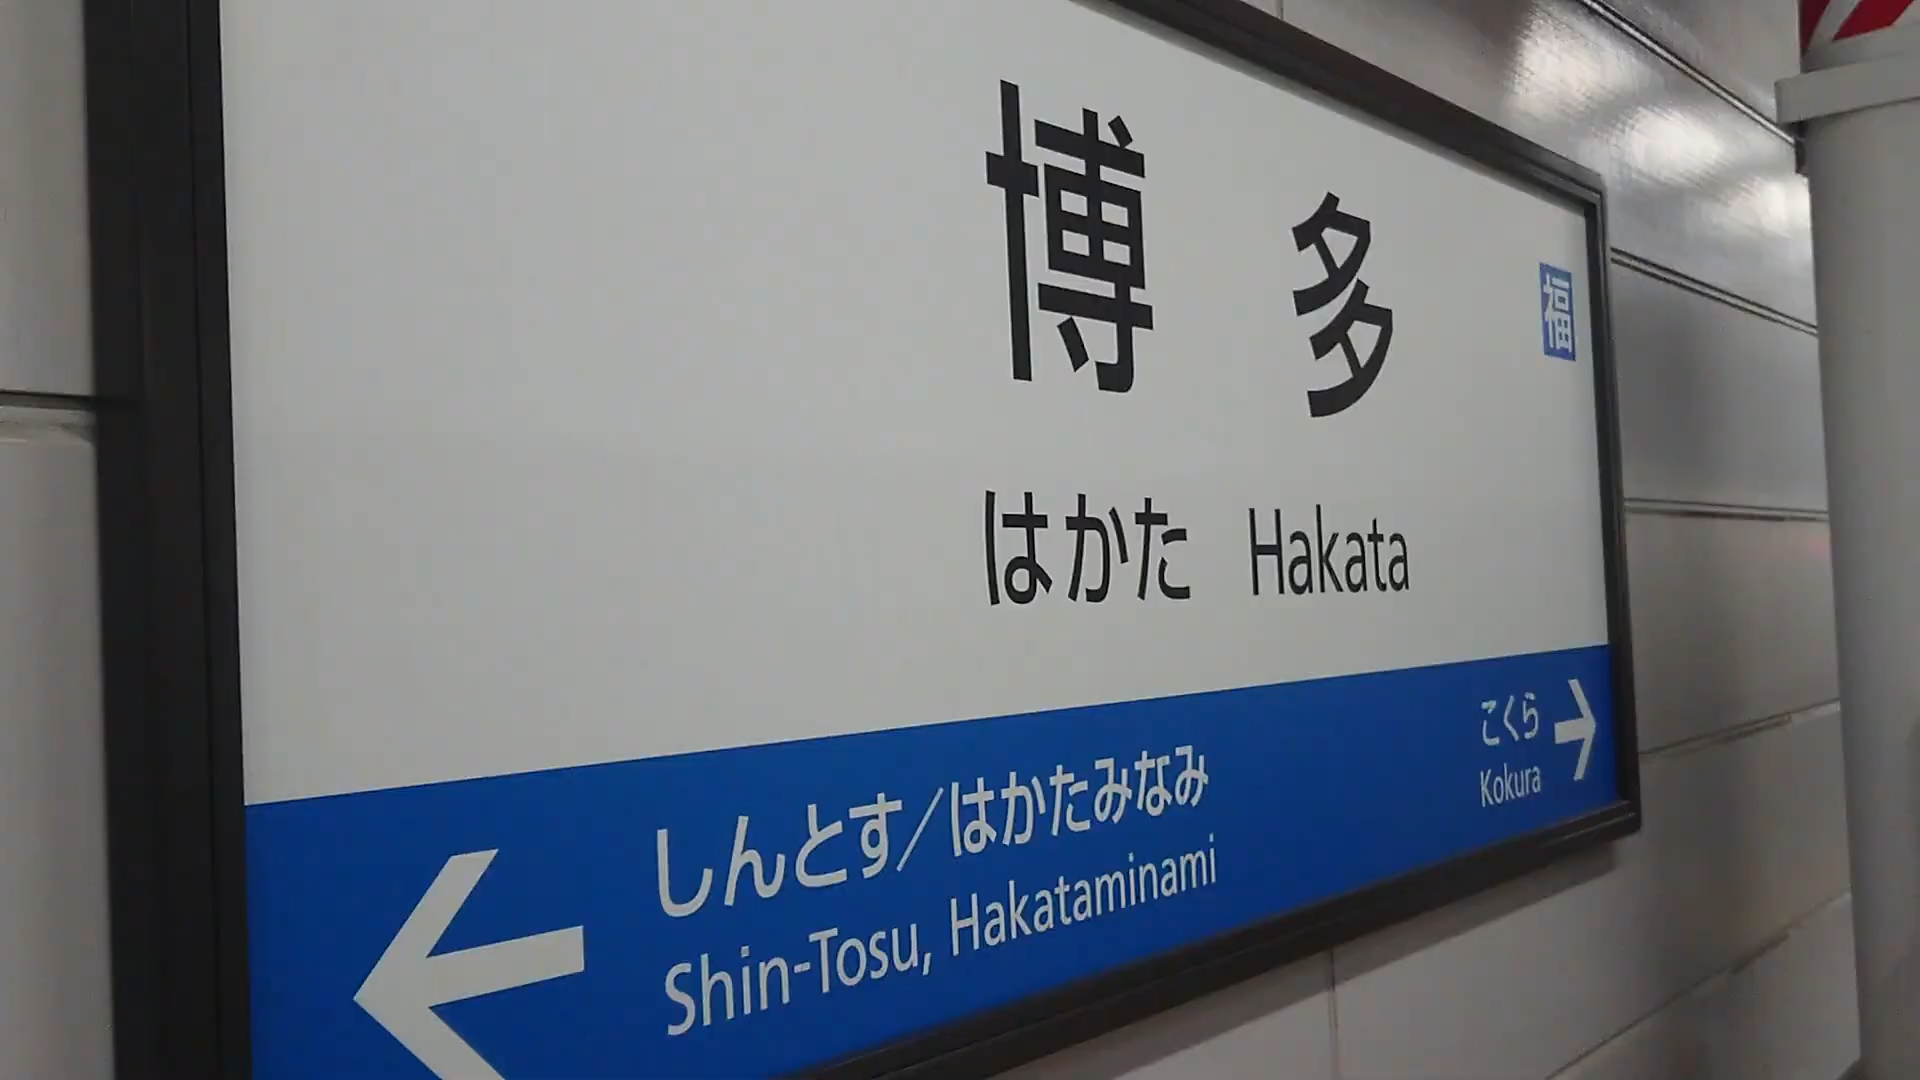 博多
福
はかた Hakata
しんとす/はかたみなみ
Shin-Tosu, Hakataminami
こくら
Kokura